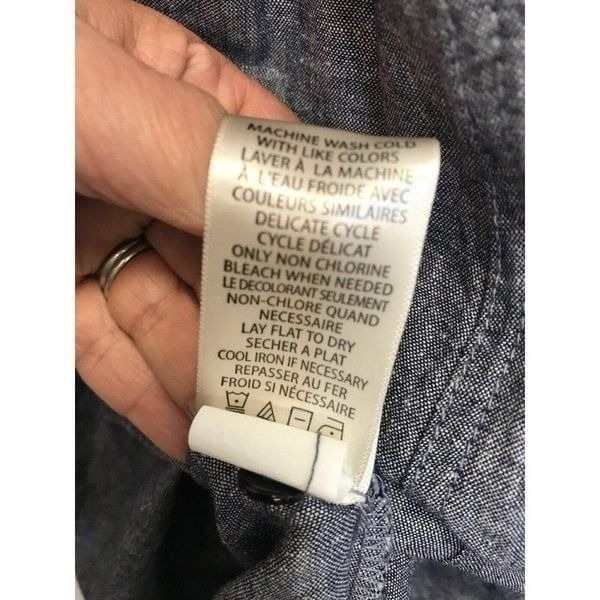 MACHINE WASH COLD
WITH LIKE COLORS
LAVER À LA MACHINE
À L'EAU FROIDE AVEC
COULEURS SIMILAIRES
DELICATE CYCLE
CYCLE DÉLICAT
ONLY NON CHLORINE
BLEACH WHEN NEEDED
LE DECOLORANT SEULEMENT
NON-CHLORE QUAND
NECESSAIRE
LAY FLAT TO DRY
SECHER A PLAT
COOL IRON IF NECESSARY
REPASSER AU FER
FROID SI NÉCESSAIRE